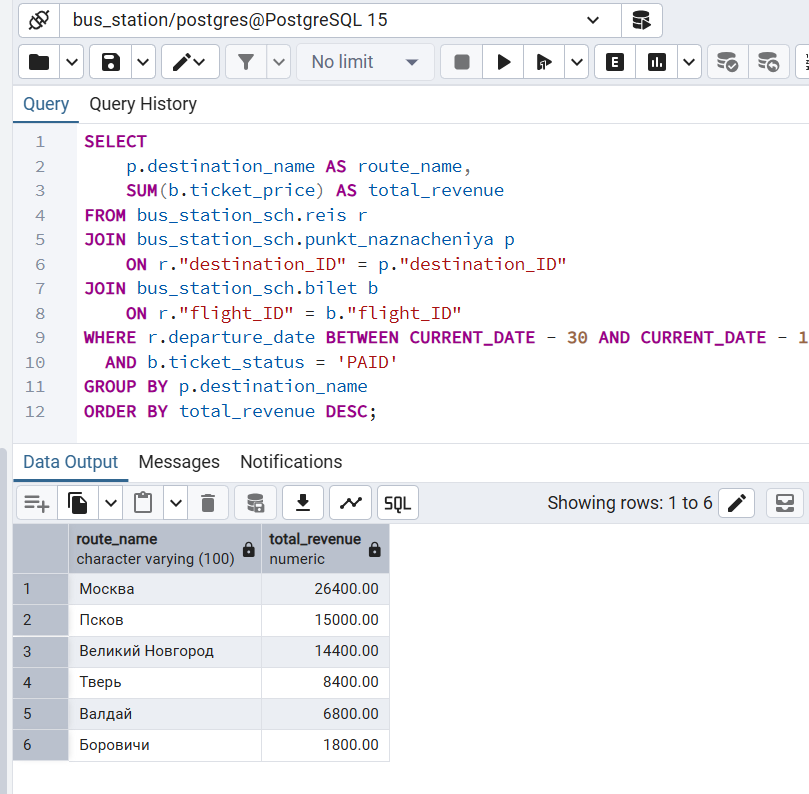 bus_station/postgres@PostgreSQL 15
No limit
E
Query Query History
1 SELECT
2 p.destination_name AS route_name,
3 SUM(b.ticket_price) AS total_revenue
4 FROM bus_station_sch.reis r
5 JOIN bus_station_sch.punkt_naznacheniya p
6 ON r."destination_ID" = p."destination_ID"
7 JOIN bus_station_sch.bilet b
8 ON r."flight_ID" = b."flight_ID"
9 WHERE r.departure_date BETWEEN CURRENT_DATE - 30 AND CURRENT_DATE - 1
10 AND b.ticket_status = 'PAID'
11 GROUP BY p.destination_name
12 ORDER BY total_revenue DESC;
Data Output Messages Notifications
SQL Showing rows: 1 to 6
route_name total_revenue
character varying (100) numeric
1 Москва 26400.00
2 Псков 15000.00
3 Великий Новгород 14400.00
4 Тверь 8400.00
5 Валдай 6800.00
6 Боровичи 1800.00